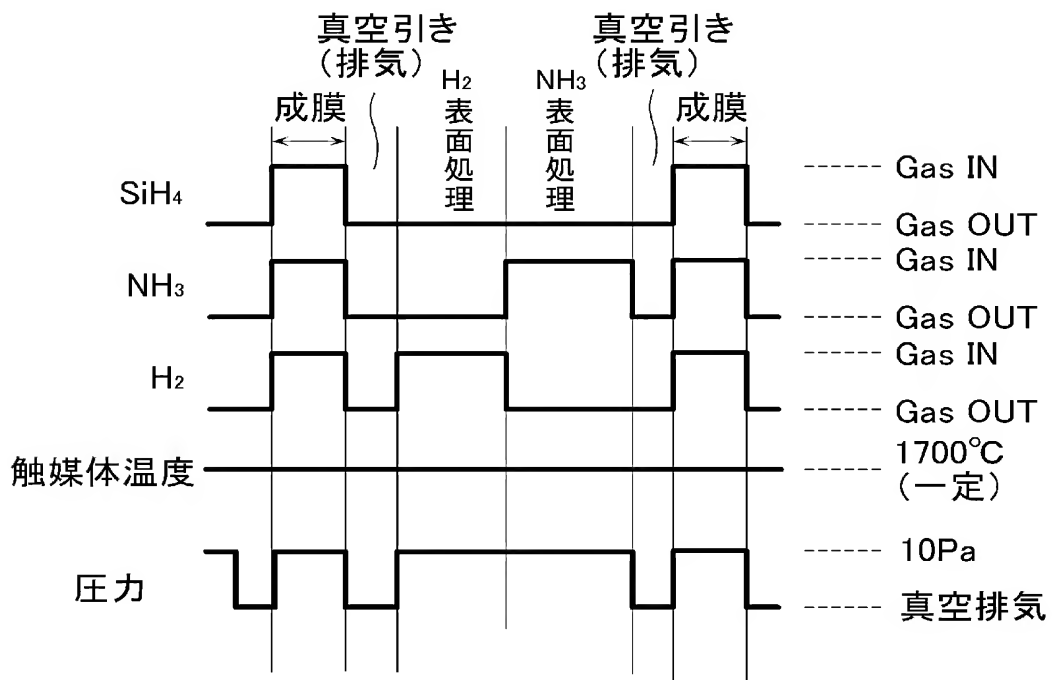 真空引き
(排気)
真空引き
(排気)
H2
表面処理
NH3
表面処理
成膜
成膜
SiH4
Gas IN
Gas OUT
NH3
Gas IN
Gas OUT
H2
Gas IN
Gas OUT
触媒体温度
1700℃
(一定)
圧力
10Pa
真空排気